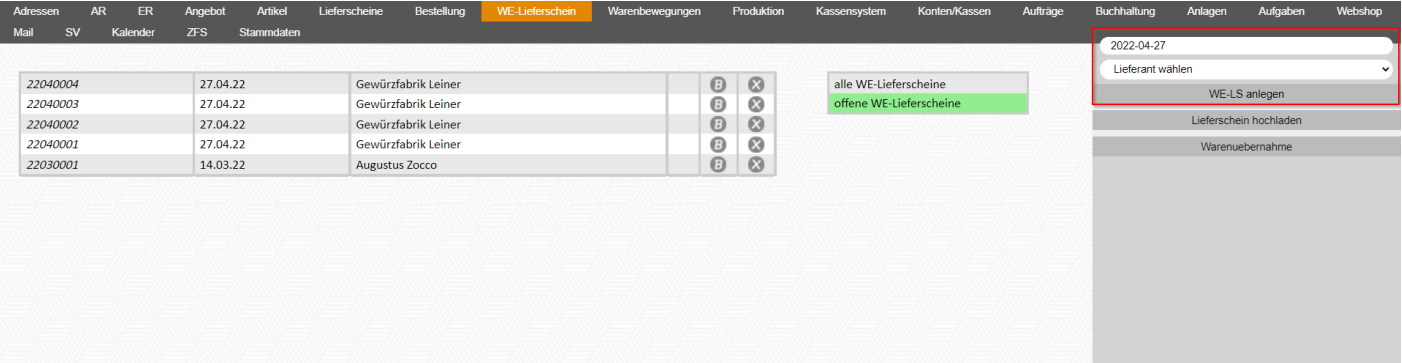 Adressen AR ER Angebot Artikel Lieferscheine Bestellung WE-Lieferschein Warenbewegungen Produktion Kassensystem Konten/Kassen Aufträge Buchhaltung Anlagen Aufgaben Webshop
Mail SV Kalender ZFS Stammdaten
22040004 27.04.22 Gewürzfabrik Leiner B X
22040003 27.04.22 Gewürzfabrik Leiner B X
22040002 27.04.22 Gewürzfabrik Leiner B X
22040001 27.04.22 Gewürzfabrik Leiner B X
22030001 14.03.22 Augustus Zocco B X
alle WE-Lieferscheine
offene WE-Lieferscheine
2022-04-27
Lieferant wählen
WE-LS anlegen
Lieferschein hochladen
Warenuebernahme